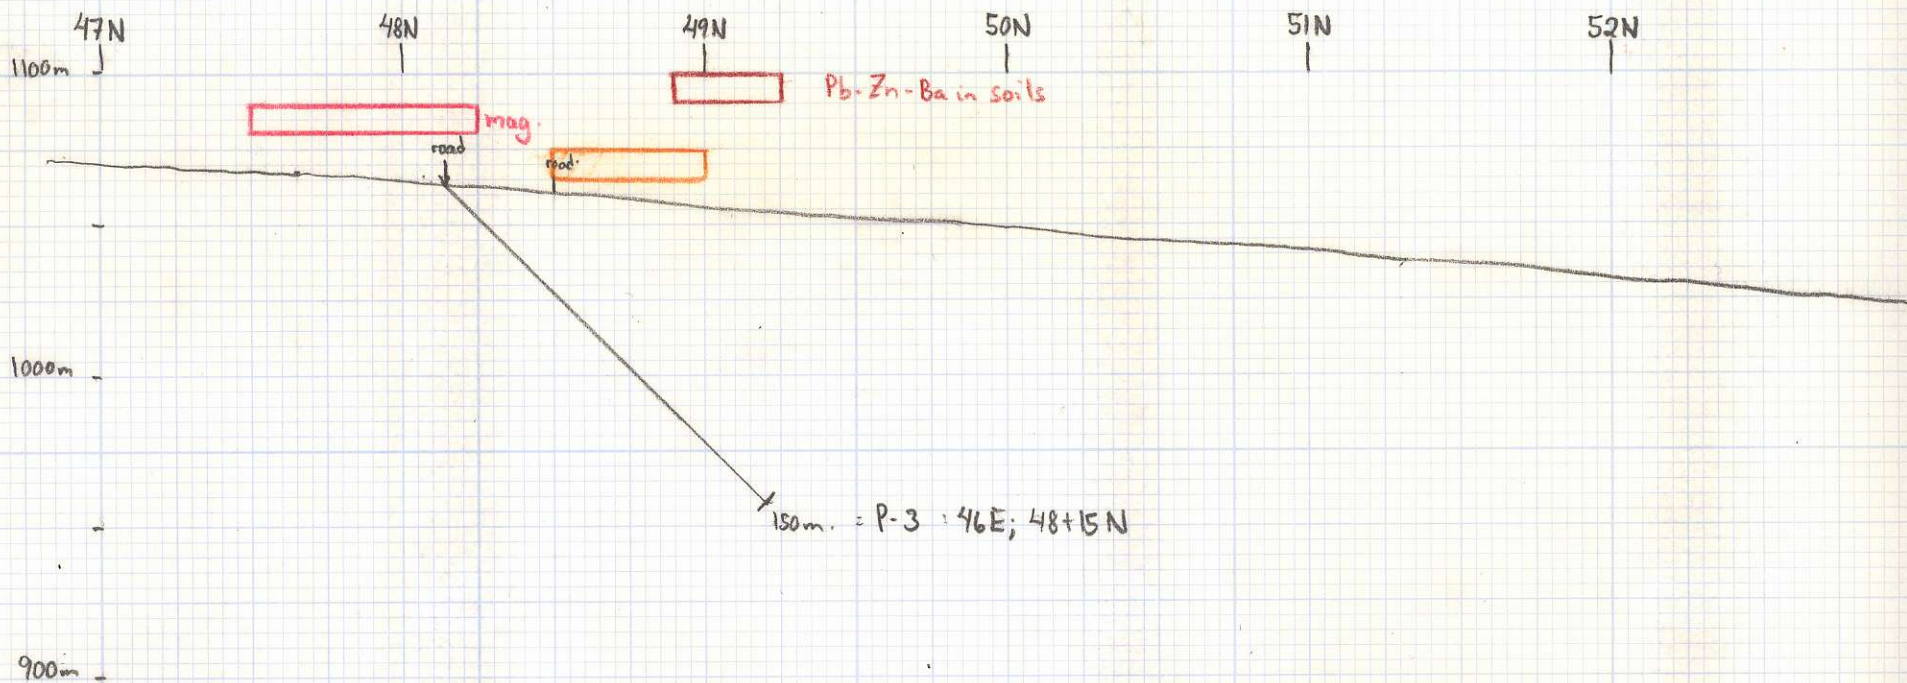 47N 48N 49N 50N 51N 52N
1100m
Pb-Zn-Ba in soils
mag.
road
road
1000m
150m. = P-3 : 46E; 48+15N
900m